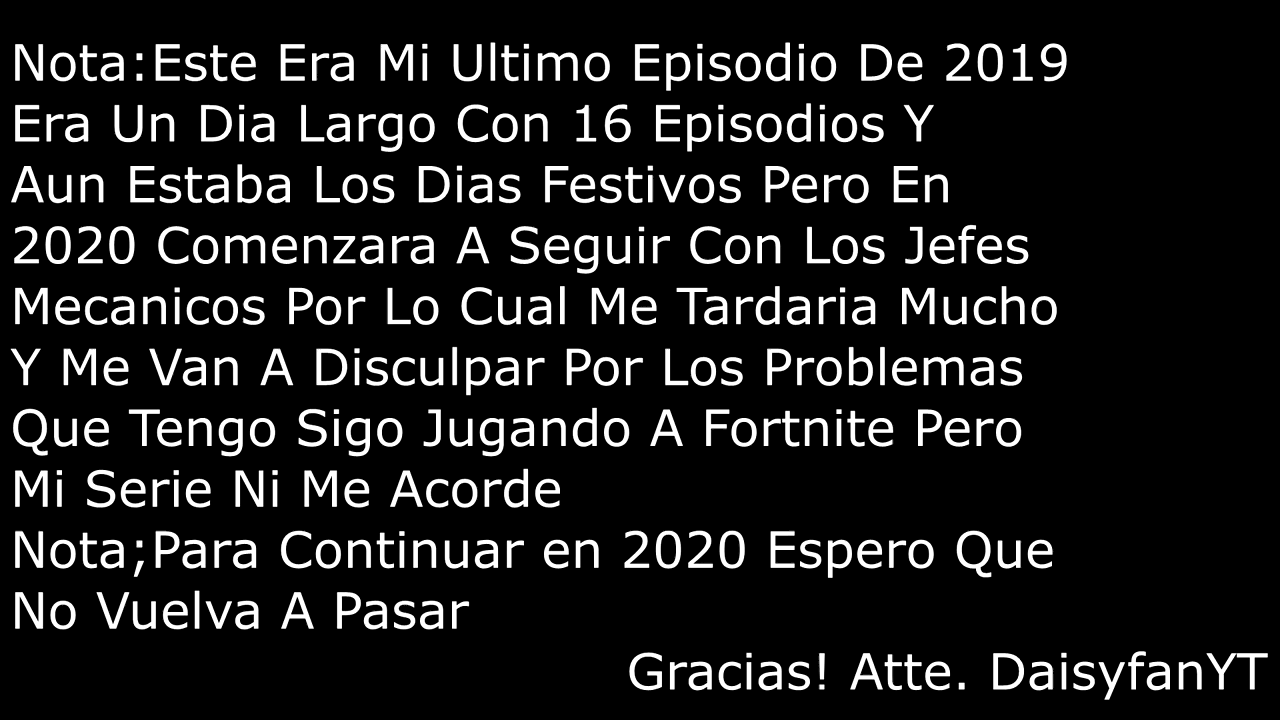 Nota:Este Era Mi Ultimo Episodio De 2019
Era Un Dia Largo Con 16 Episodios Y
Aun Estaba Los Dias Festivos Pero En
2020 Comenzara A Seguir Con Los Jefes
Mecanicos Por Lo Cual Me Tardaria Mucho
Y Me Van A Disculpar Por Los Problemas
Que Tengo Sigo Jugando A Fortnite Pero
Mi Serie Ni Me Acorde
Nota;Para Continuar en 2020 Espero Que
No Vuelva A Pasar
Gracias! Atte. DaisyfanYT